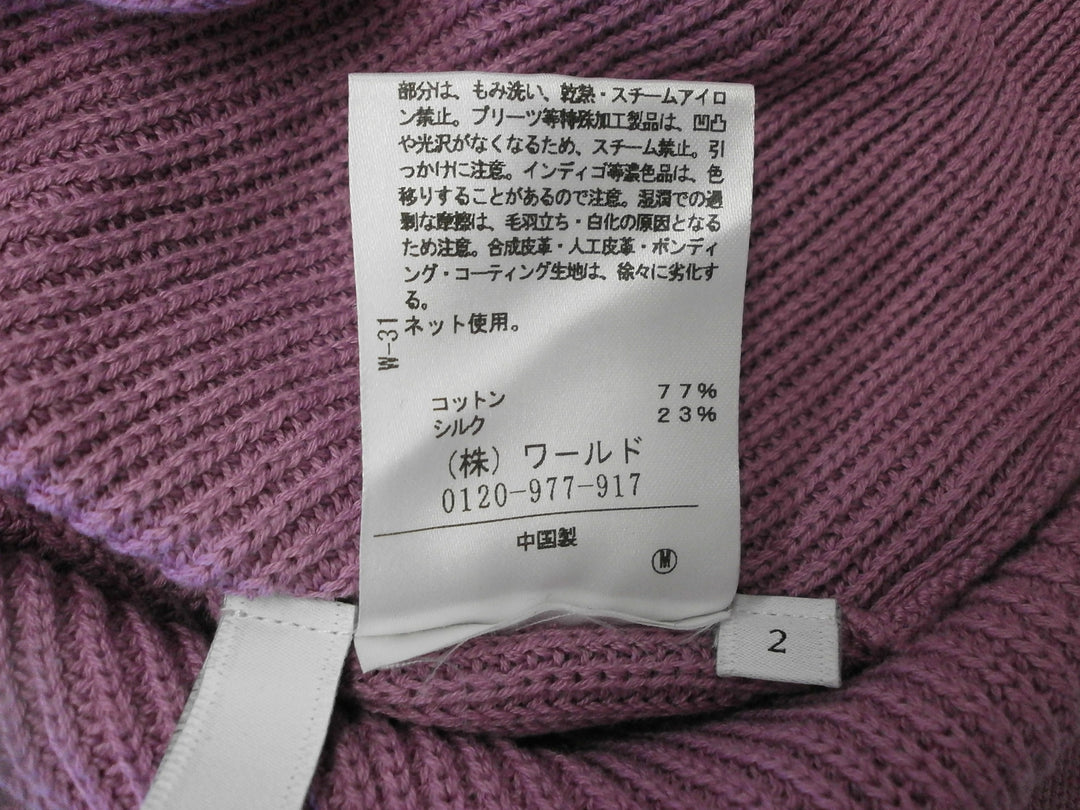 部分は、もみ洗い、乾熱・スチームアイロ
ン禁止。プリーツ等特殊加工製品は、凹凸
や光沢がなくなるため、スチーム禁止。引
っかけに注意。インディゴ等濃色品は、色
移りすることがあるので注意。湿潤での過
剰な摩擦は、毛羽立ち・白化の原因となる
ため注意。合成皮革・人工皮革・ボンディ
ング・コーティング生地は、徐々に劣化す
る。
ネット使用。
W-31
コットン 77%
シルク 23%
(株) ワールド
0120-977-917
中国製
M
2